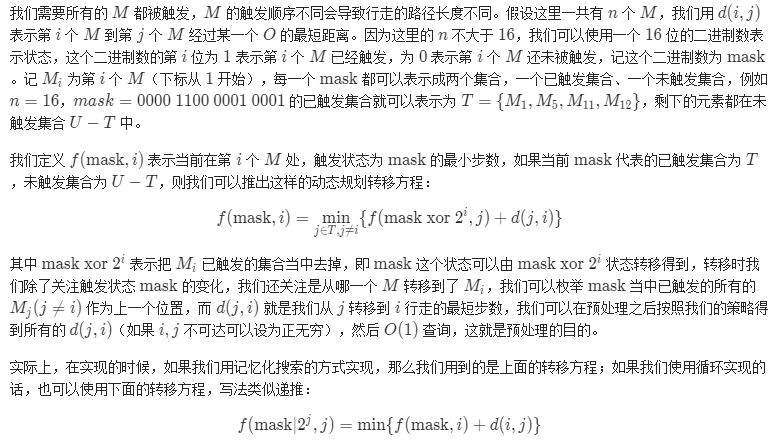 我们需要所有的 M 都被触发，M 的触发顺序不同会导致行走的路径长度不同。假设这里一共有 n 个 M，我们用 d(i, j)
表示第 i 个 M 到第 j 个 M 经过某一个 O 的最短距离。因为这里的 n 不大于 16，我们可以使用一个 16 位的二进制数表
示状态，这个二进制数的第 i 位为 1 表示第 i 个 M 已经触发，为 0 表示第 i 个 M 还未被触发，记这个二进制数为 mask
。记 M_i 为第 i 个 M（下标从 1 开始），每一个 mask 都可以表示成两个集合，一个已触发集合、一个未触发集合，例如
n = 16，mask = 0000 1100 0001 0001 的已触发集合就可以表示为 T = {M_1, M_5, M_11, M_12}，剩下的元素都在未
触发集合 U − T 中。
我们定义 f(mask, i) 表示当前在第 i 个 M 处，触发状态为 mask 的最小步数，如果当前 mask 代表的已触发集合为 T
，未触发集合为 U − T，则我们可以推出这样的动态规划转移方程：
f(mask, i) = min_{j∈T, j≠i} {f(mask xor 2^i, j) + d(j, i)}
其中 mask xor 2^i 表示把 M_i 已触发的集合当中去掉，即 mask 这个状态可以由 mask xor 2^i 状态转移得到，转移时我
们除了关注触发状态 mask 的变化，我们还关注是从哪一个 M 转移到了 M_i，我们可以枚举 mask 当中已触发的所有的
M_j(j ≠ i) 作为上一个位置，而 d(j, i) 就是我们从 j 转移到 i 行走的最短步数，我们可以在预处理之后按照我们的策略得
到所有的 d(j, i)（如果 i, j 不可达可以设为正无穷），然后 O(1) 查询，这就是预处理的目的。
实际上，在实现的时候，如果我们用记忆化搜索的方式实现，那么我们用到的是上面的转移方程；如果我们使用循环实现的
话，也可以使用下面的转移方程，写法类似递推：
f(mask|2^j, j) = min{f(mask, i) + d(i, j)}